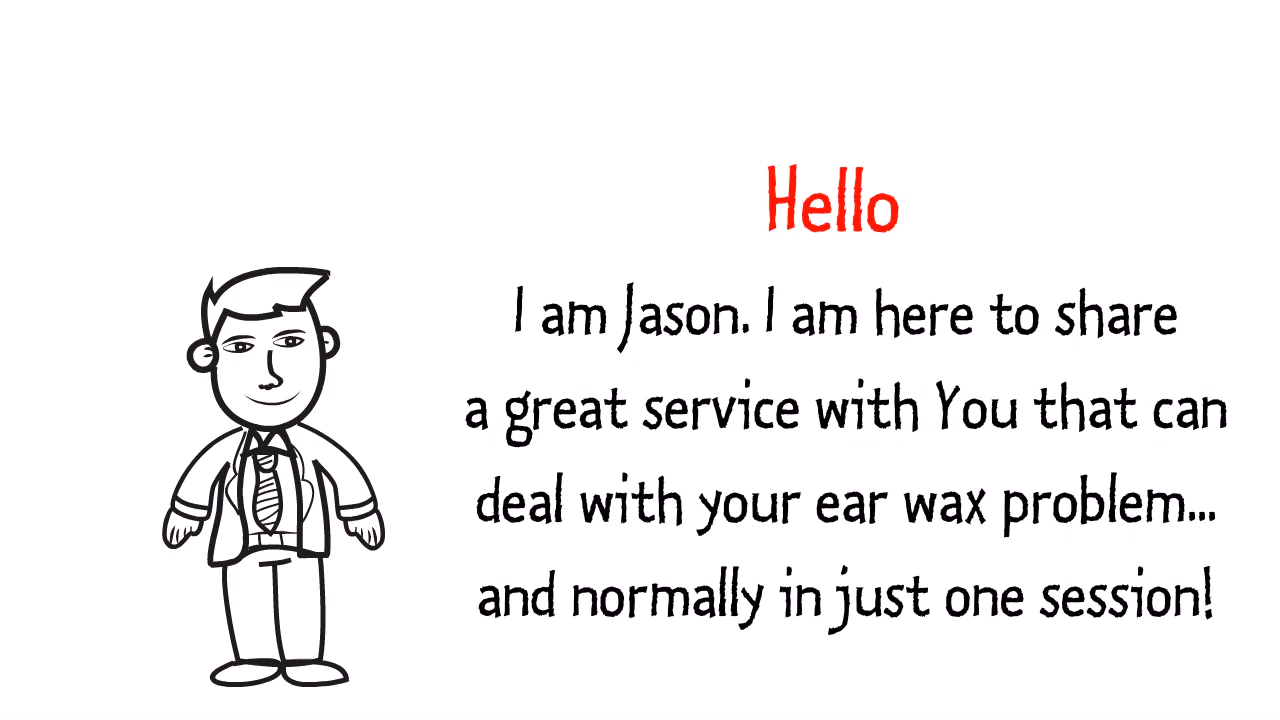 Hello
I am Jason. I am here to share
a great service with You that can
deal with your ear wax problem...
and normally in just one session!